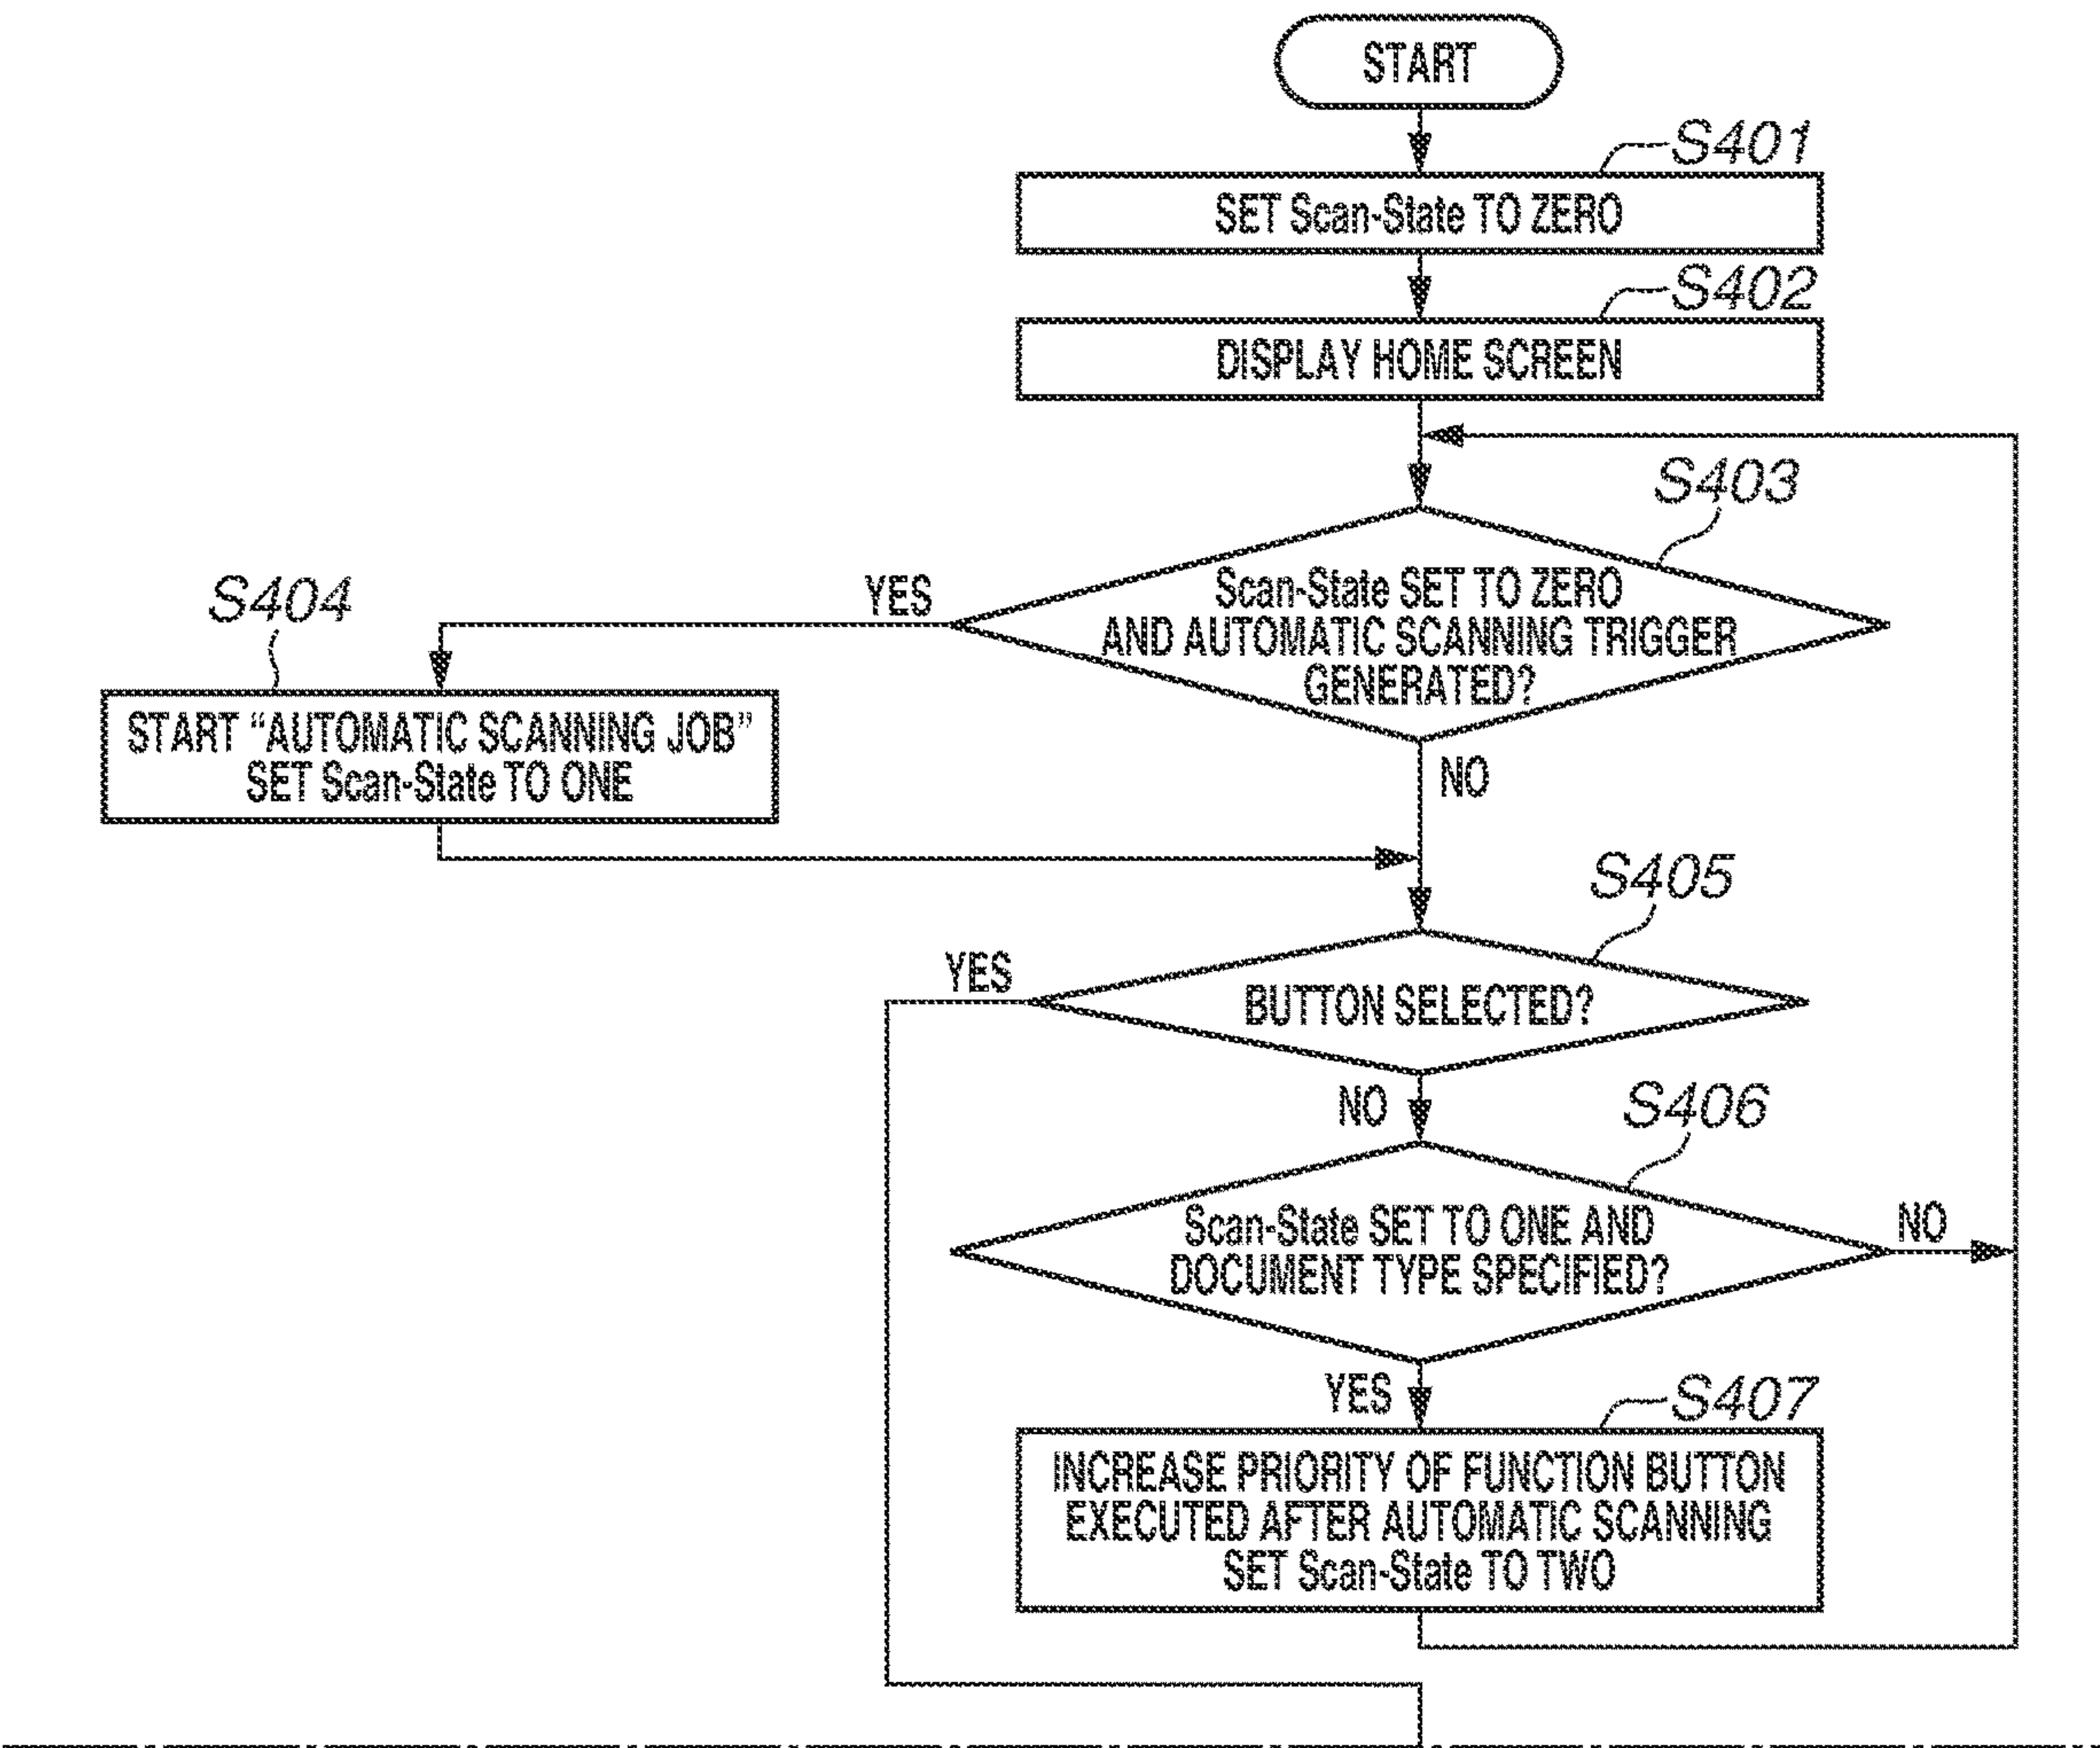 START
S401
SET Scan-State TO ZERO
S402
DISPLAY HOME SCREEN
S403
Scan-State SET TO ZERO
AND AUTOMATIC SCANNING TRIGGER
GENERATED?
YES
NO
S404
START “AUTOMATIC SCANNING JOB”
SET Scan-State TO ONE
S405
BUTTON SELECTED?
YES
NO
S406
Scan-State SET TO ONE AND
DOCUMENT TYPE SPECIFIED?
NO
YES
S407
INCREASE PRIORITY OF FUNCTION BUTTON
EXECUTED AFTER AUTOMATIC SCANNING
SET Scan-State TO TWO